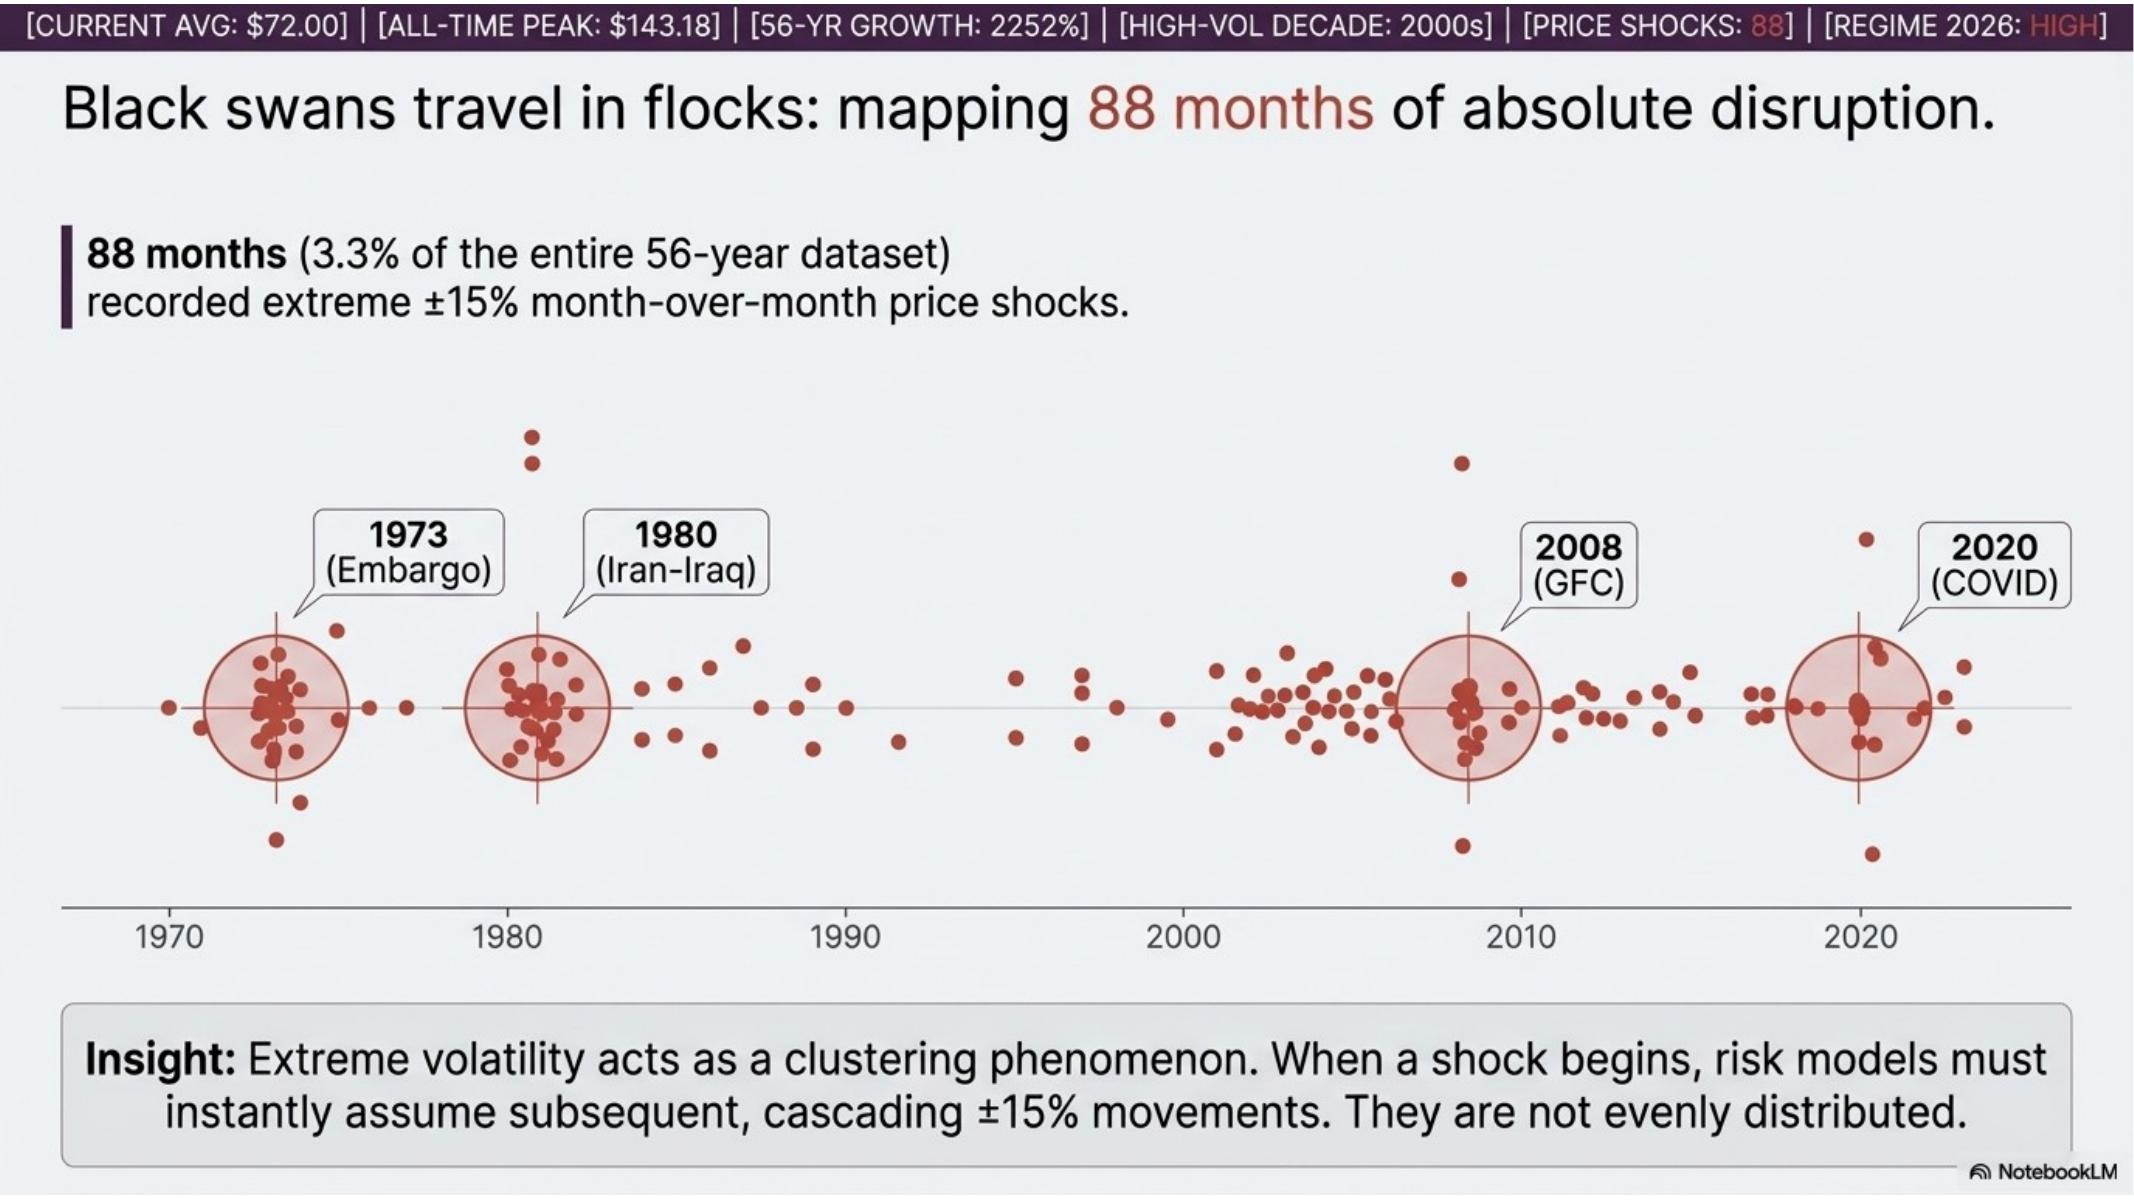 [CURRENT AVG: $72.00] | [ALL-TIME PEAK: $143.18] | [56-YR GROWTH: 2252%] | [HIGH-VOL DECADE: 2000s] | [PRICE SHOCKS: 88] | [REGIME 2026: HIGH]
Black swans travel in flocks: mapping 88 months of absolute disruption.
88 months (3.3% of the entire 56-year dataset)
recorded extreme ±15% month-over-month price shocks.
1973
(Embargo)
1980
(Iran-Iraq)
2008
(GFC)
2020
(COVID)
1970
1980
1990
2000
2010
2020
Insight: Extreme volatility acts as a clustering phenomenon. When a shock begins, risk models must
instantly assume subsequent, cascading ±15% movements. They are not evenly distributed.
NotebookLM